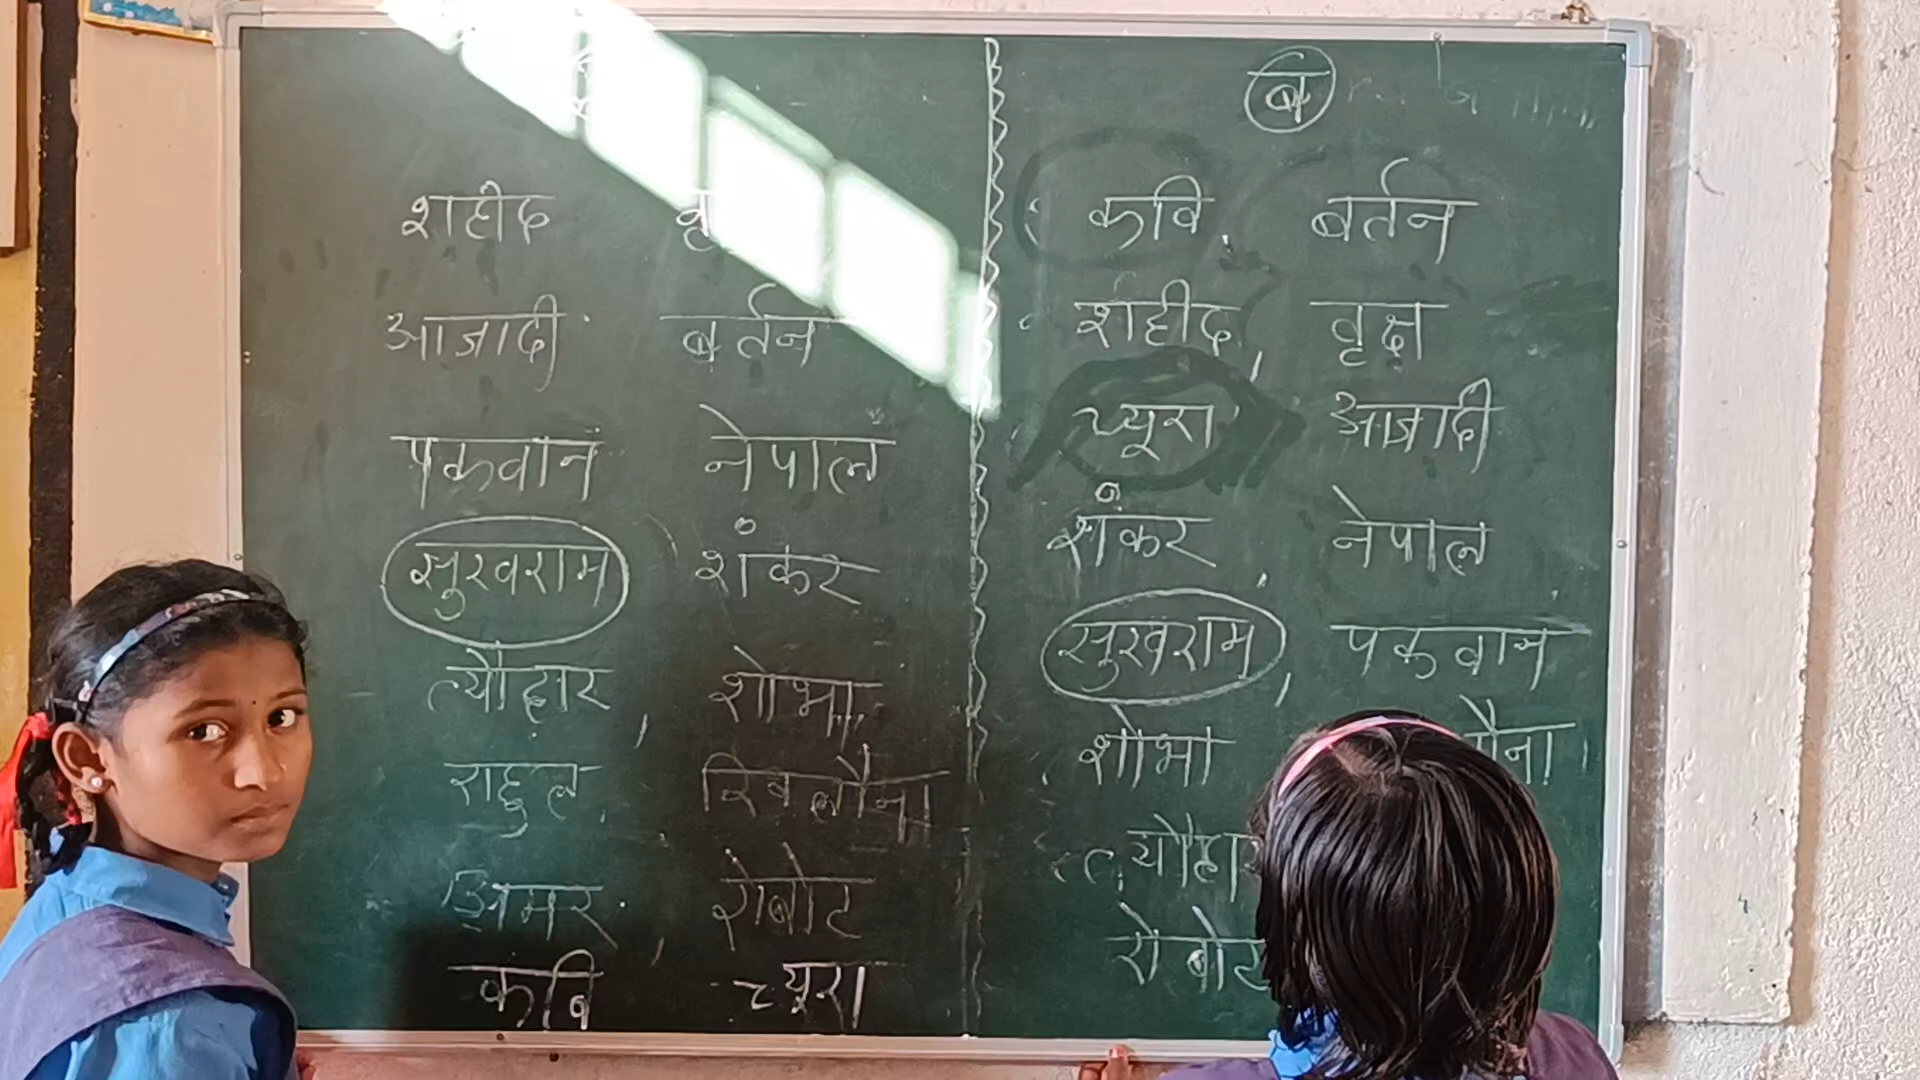 ब
शहीद
आजादी बर्तन
पकवान नेपाल
सुखराम शंकर
त्यौहार, शोभा
राहुल, खिलौना
अमर, रोबोट
कवि च्यूरा
कवि, बर्तन
शहीद, वृक्ष
च्यूरा, आजादी
शंकर, नेपाल
सुखराम, पकवान
शोभा